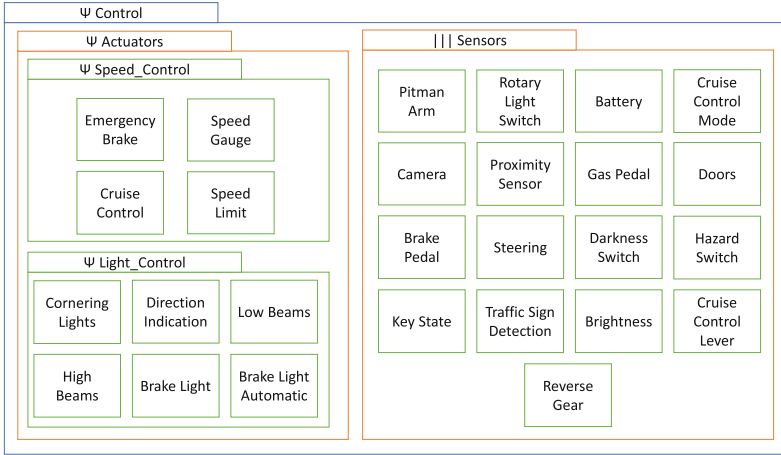 Ψ Control
Ψ Actuators
Ψ Speed_Control
Emergency
Brake
Speed
Gauge
Cruise
Control
Speed
Limit
Ψ Light_Control
Cornering
Lights
Direction
Indication
Low Beams
High
Beams
Brake Light
Brake Light
Automatic
||| Sensors
Pitman
Arm
Rotary
Light
Switch
Battery
Cruise
Control
Mode
Camera
Proximity
Sensor
Gas Pedal
Doors
Brake
Pedal
Steering
Darkness
Switch
Hazard
Switch
Key State
Traffic Sign
Detection
Brightness
Cruise
Control
Lever
Reverse
Gear